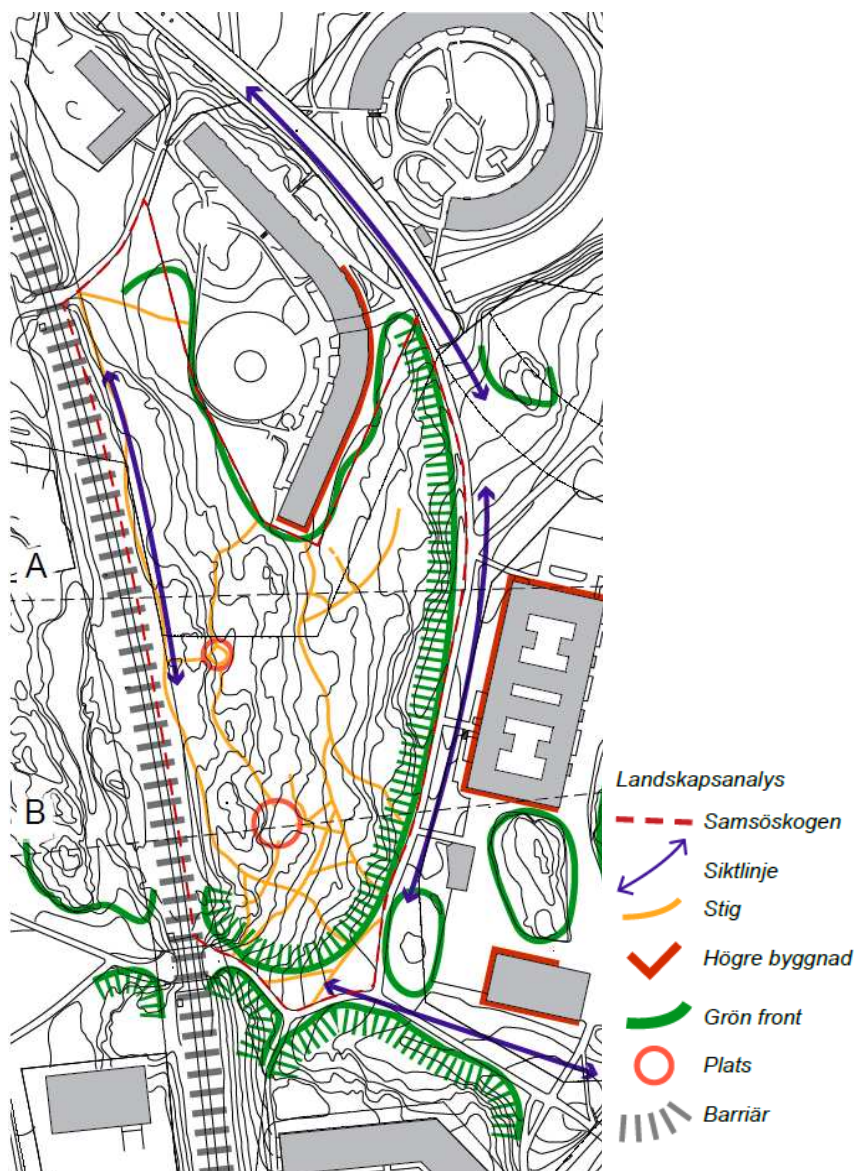 A
B
Landskapsanalys
Samsöskogen
Siktlinje
Stig
Högre byggnad
Grön front
Plats
Barriär